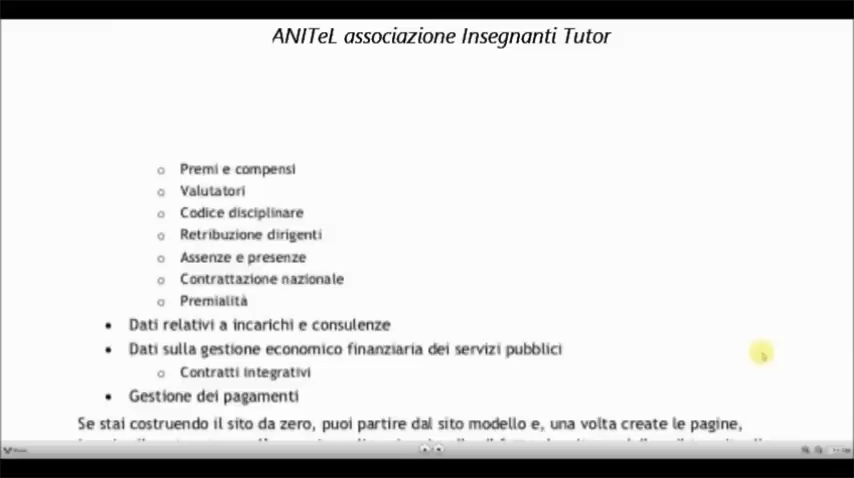 ANITeL associazione Insegnanti Tutor
o Premi e compensi
o Valutatori
o Codice disciplinare
o Retribuzione dirigenti
o Assenze e presenze
o Contrattazione nazionale
o Premialità
• Dati relativi a incarichi e consulenze
• Dati sulla gestione economico finanziaria dei servizi pubblici
o Contratti integrativi
• Gestione dei pagamenti
Se stai costruendo il sito da zero, puoi partire dal sito modello e, una volta create le pagine,